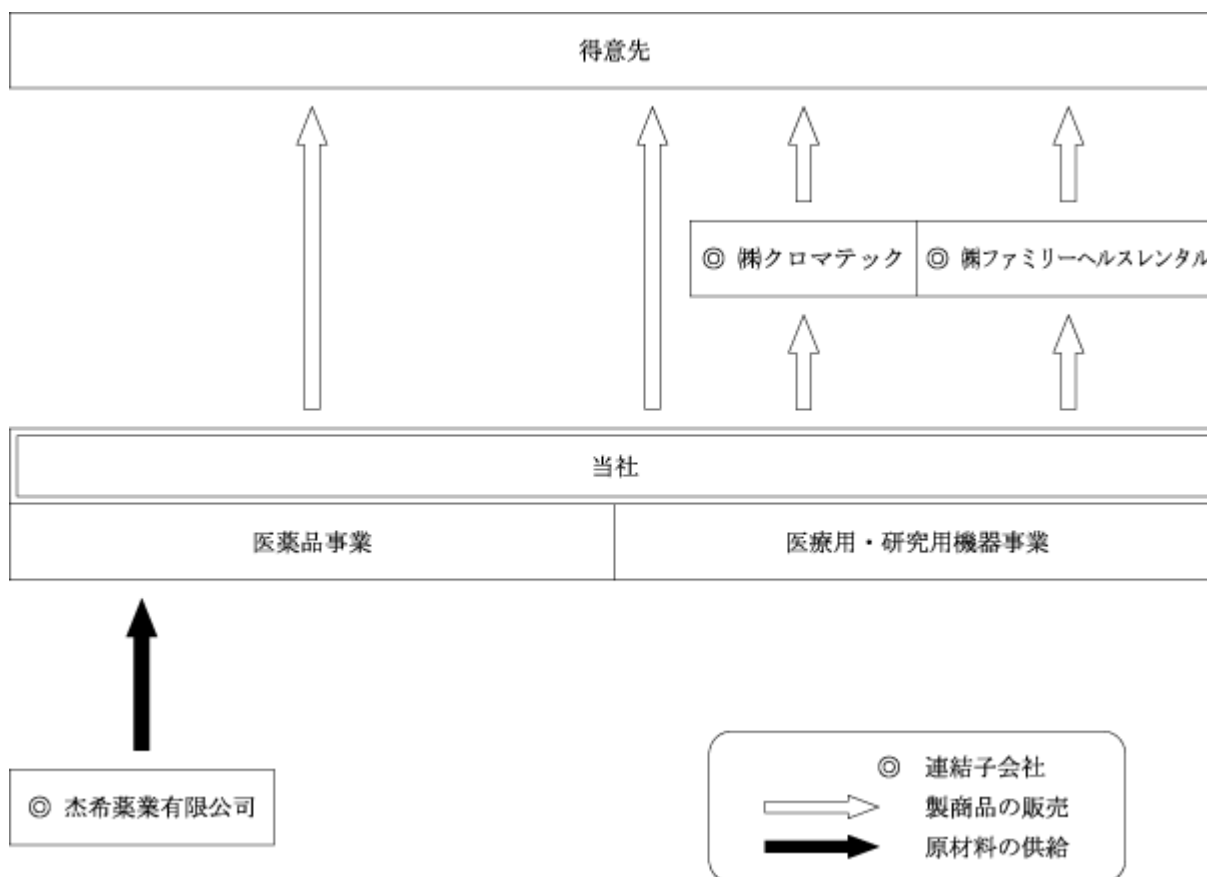 得意先
◎ ㈱クロマテック
◎ ㈱ファミリーヘルスレンタル
当社
医薬品事業
医療用・研究用機器事業
◎ 杰希薬業有限公司
◎ 連結子会社
製商品の販売
原材料の供給